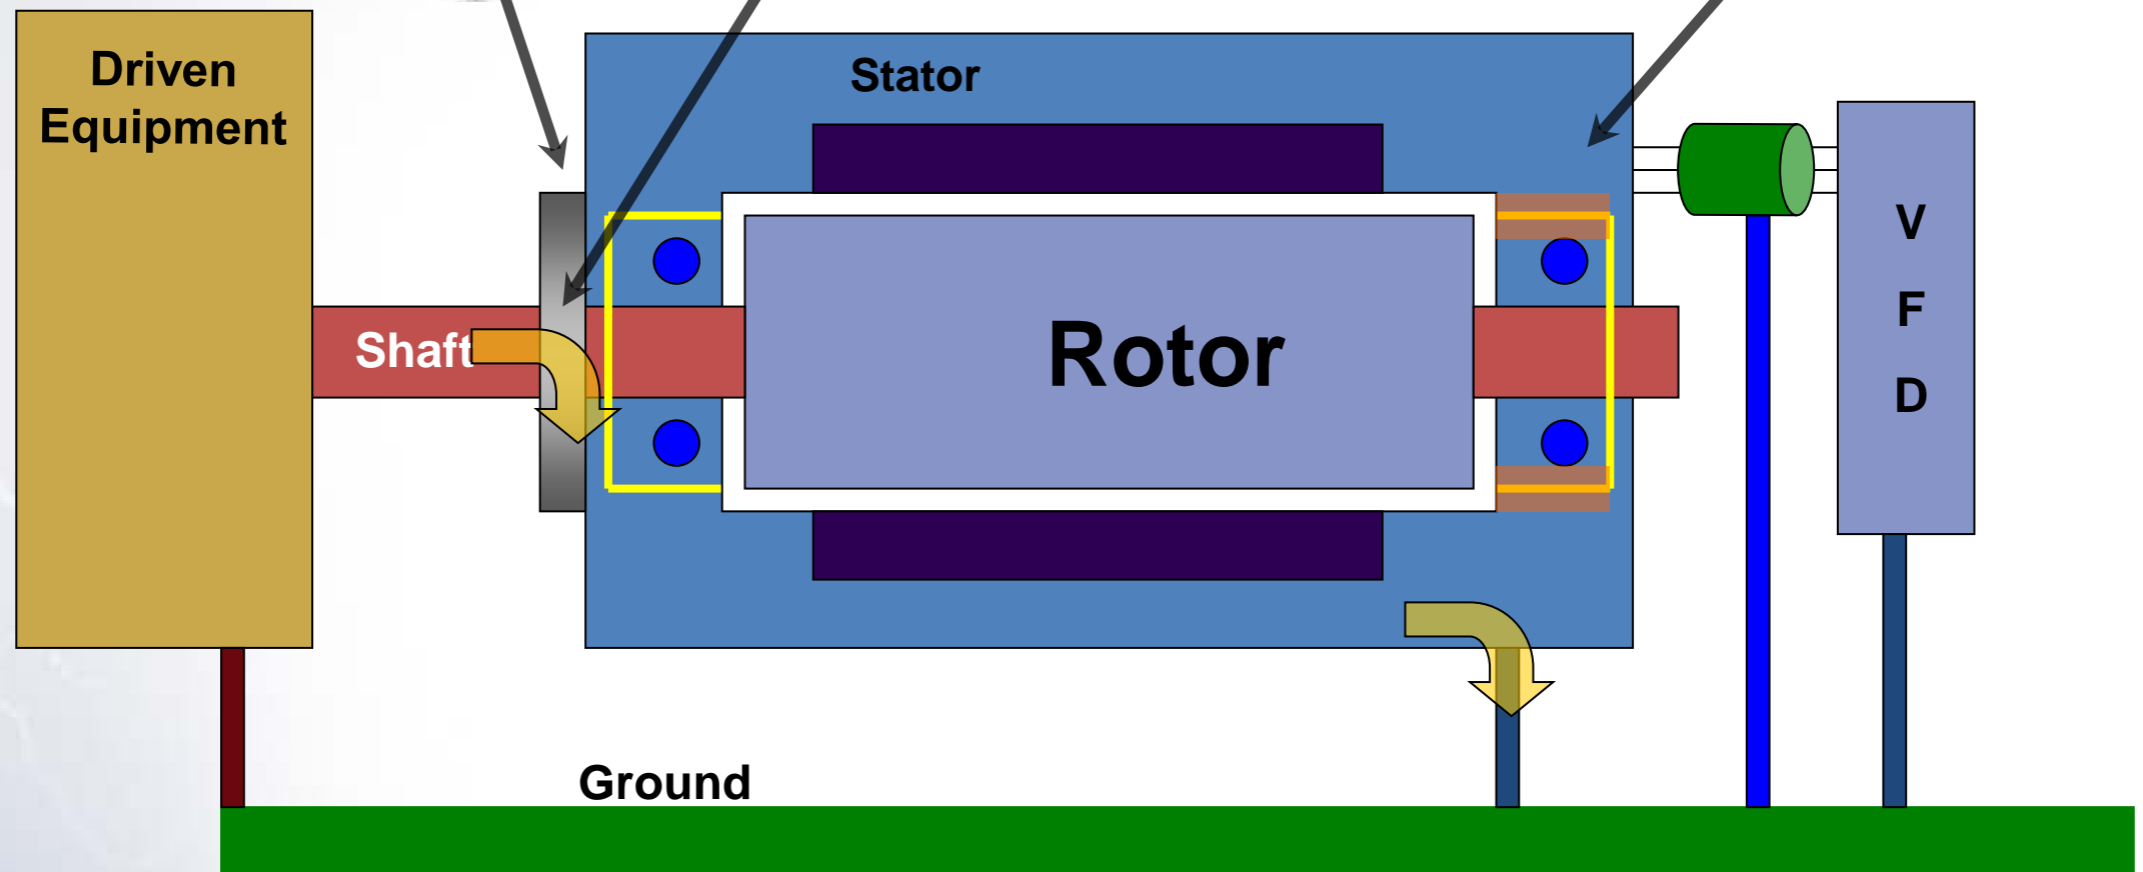 Driven
Equipment
Stator
Shaft
Rotor
V
F
D
Ground